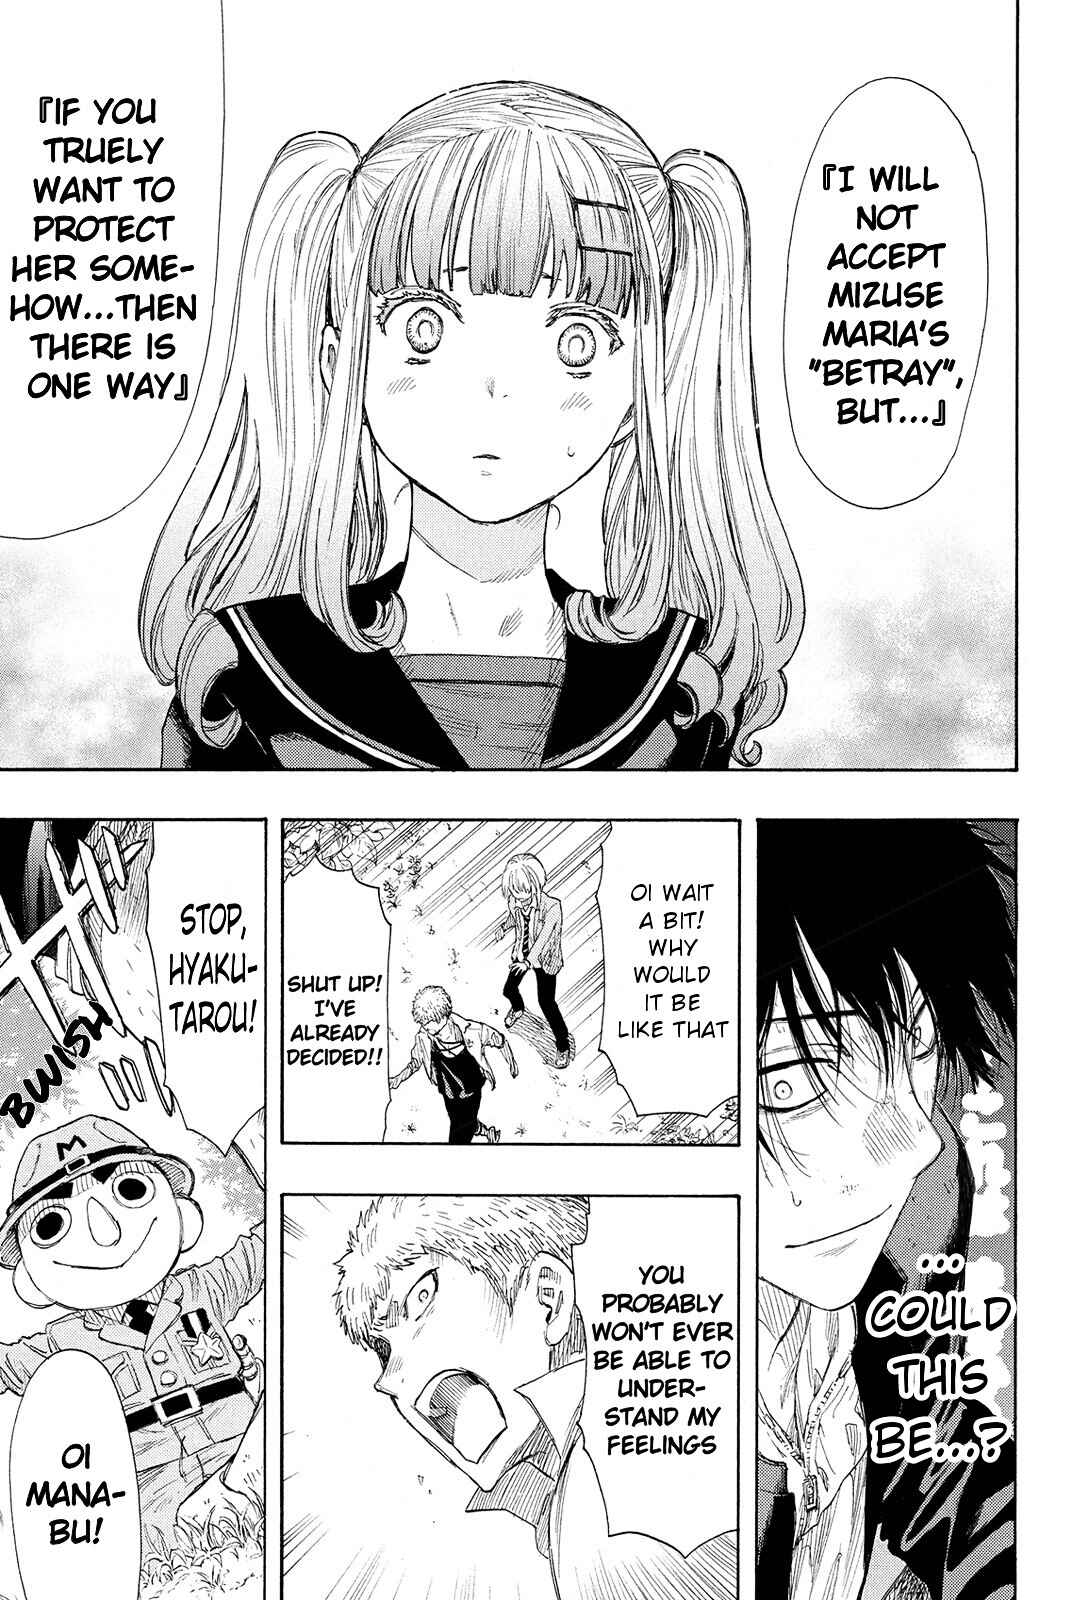 『I WILL
NOT
ACCEPT
MIZUSE
MARIA'S
"BETRAY",
BUT...』
『IF YOU
TRUELY
WANT TO
PROTECT
HER SOME-
HOW...THEN
THERE IS
ONE WAY』
...
COULD
THIS
BE...?
OI WAIT
A BIT!
WHY
WOULD
IT BE
LIKE THAT
SHUT UP!
I'VE
ALREADY
DECIDED!!
YOU
PROBABLY
WON'T EVER
BE ABLE TO
UNDER-
STAND MY
FEELINGS
STOP,
HYAKU-
TAROU!
BWISH
M
OI
MANA-
BU!